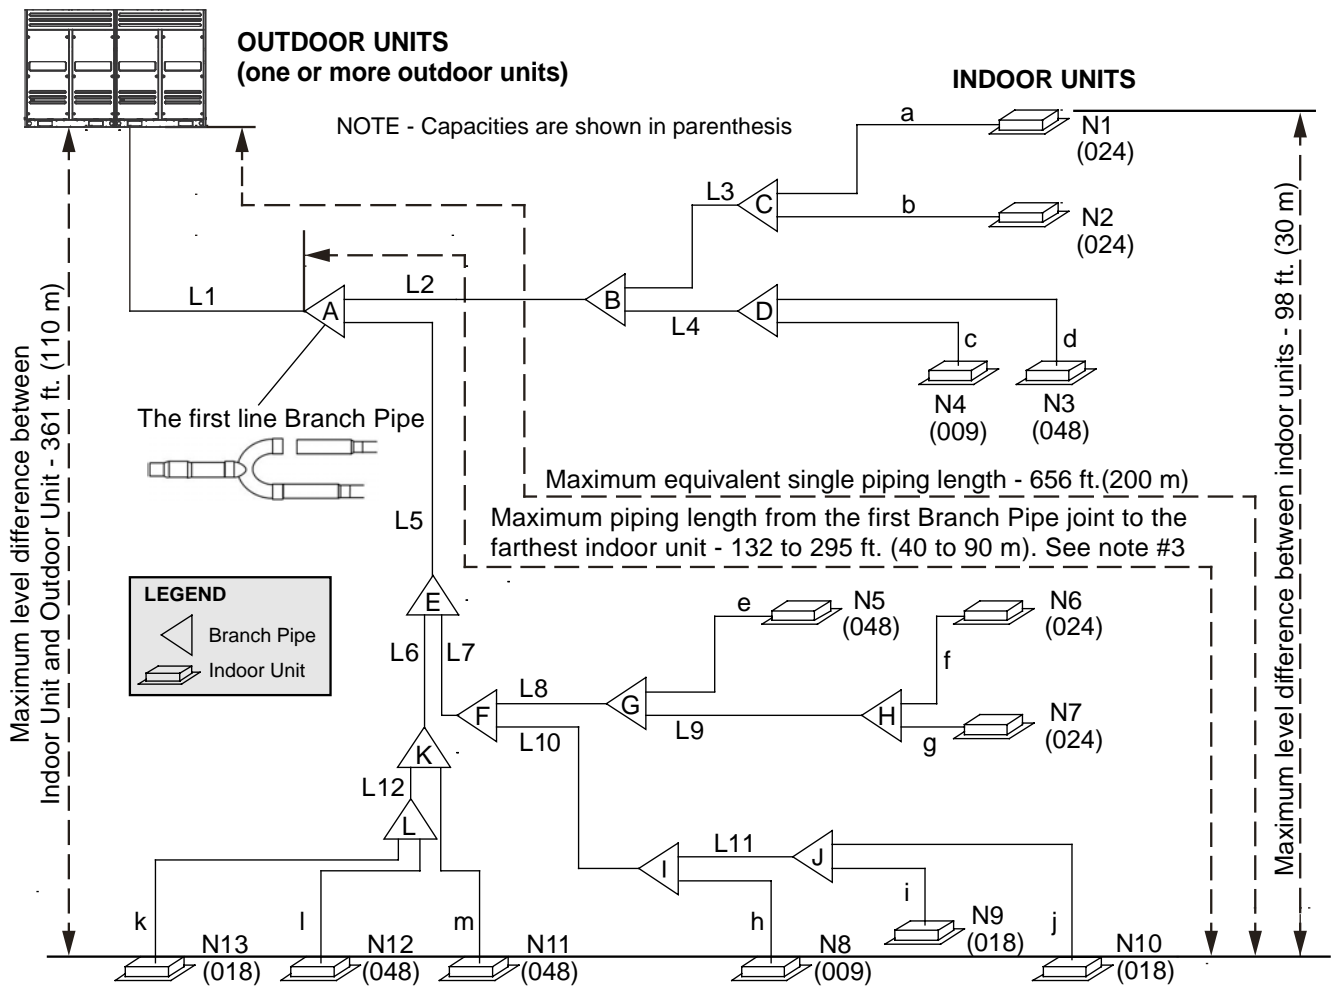 OUTDOOR UNITS
(one or more outdoor units)
INDOOR UNITS
NOTE - Capacities are shown in parenthesis
a
N1
(024)
L3
C
b
N2
(024)
L1
A
L2
B
L4
D
c
d
N4
(009)
N3
(048)
The first line Branch Pipe
Maximum level difference between
Indoor Unit and Outdoor Unit - 361 ft. (110 m)
Maximum level difference between indoor units - 98 ft. (30 m)
Maximum equivalent single piping length - 656 ft.(200 m)
Maximum piping length from the first Branch Pipe joint to the
farthest indoor unit - 132 to 295 ft. (40 to 90 m). See note #3
L5
LEGEND
Branch Pipe
Indoor Unit
E
e
N5
(048)
N6
(024)
L6
L7
f
L8
G
F
L9
H
L10
g
N7
(024)
K
L12
L
L11
J
I
i
k
l
m
h
j
N9
(018)
N13
(018)
N12
(048)
N11
(048)
N8
(009)
N10
(018)